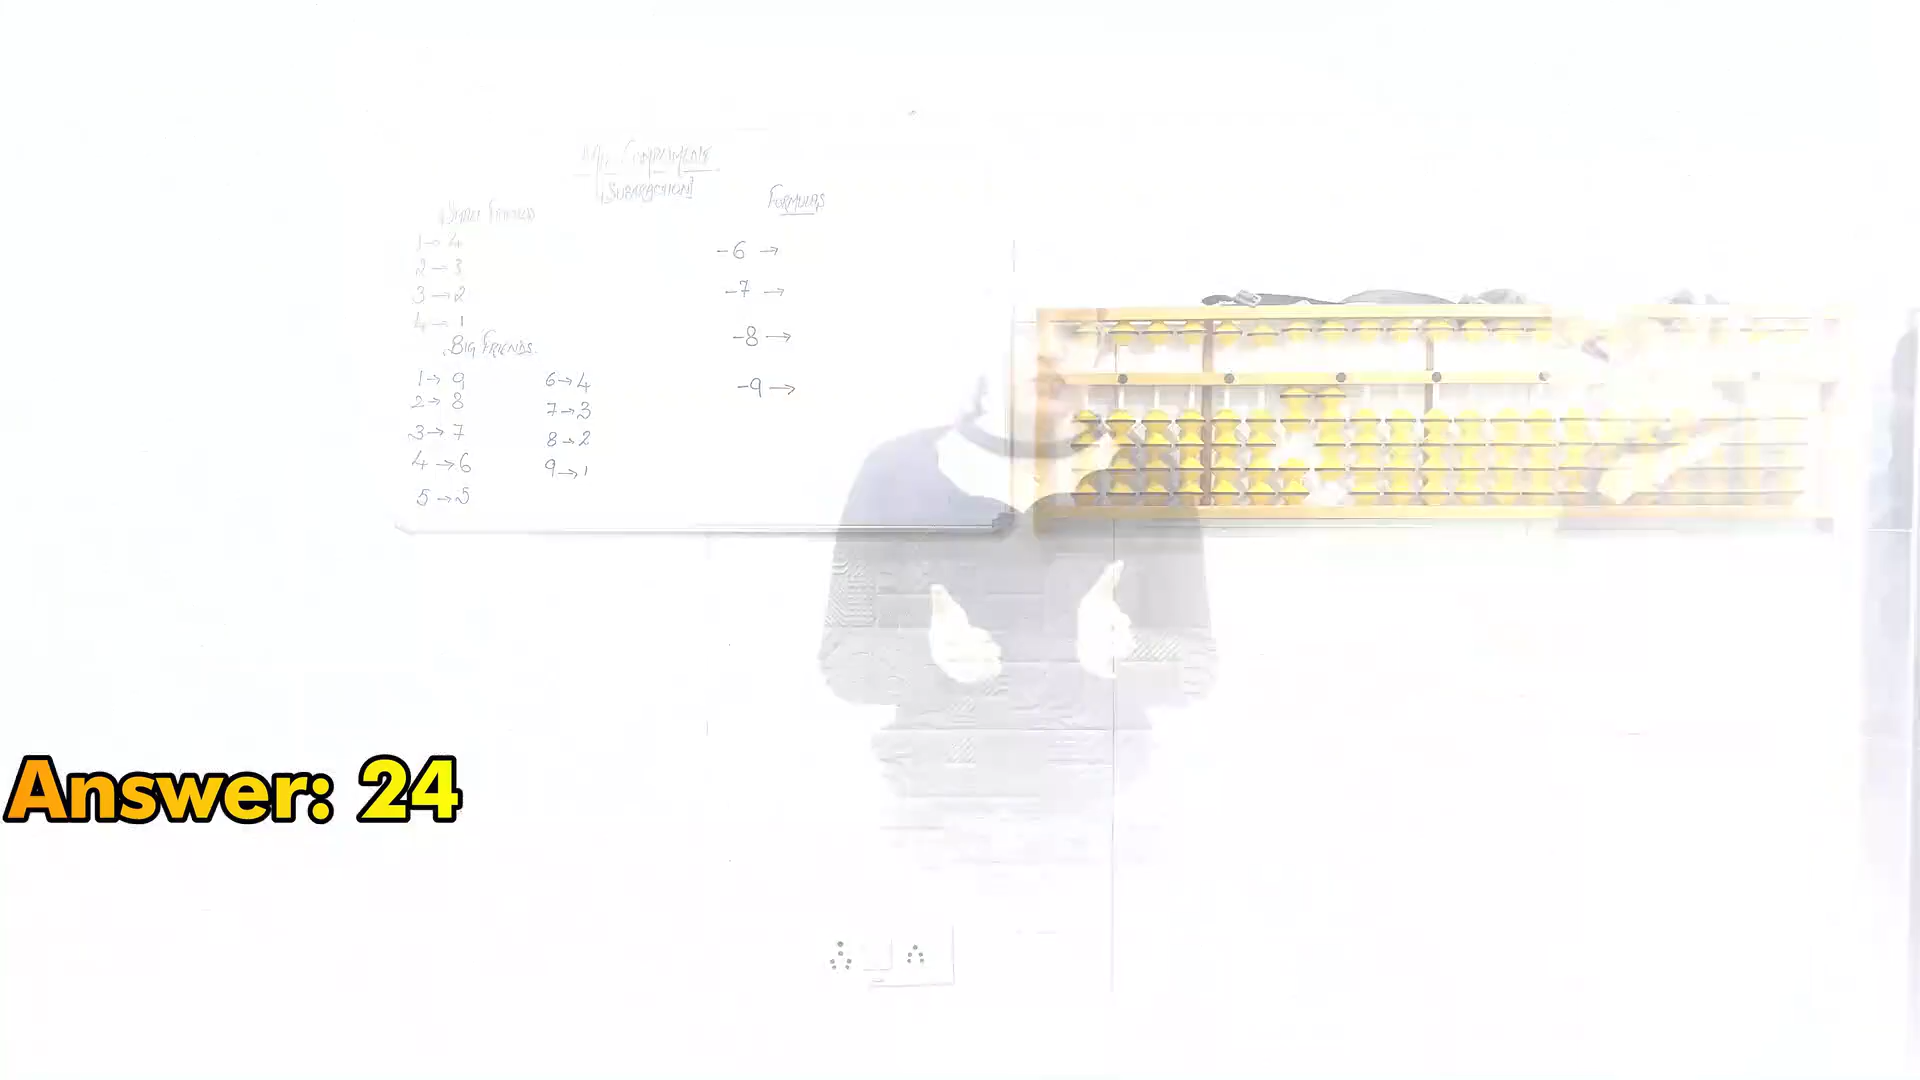 Mix Compliment
[Subtraction]
Small Friends
1→4
2→3
3→2
4→1
Big Friends.
1→9
2→8
3→7
4→6
5→5
6→4
7→3
8→2
9→1
Formulas
-6→
-7→
-8→
-9→
Answer: 24